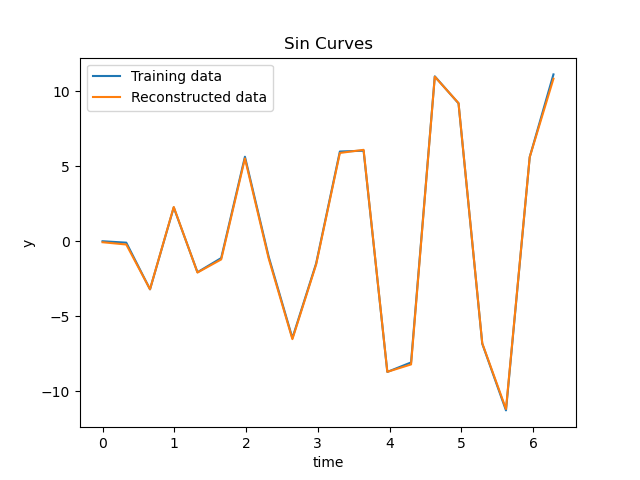 Sin Curves
Training data
Reconstructed data
10
5
0
−5
−10
y
0 1 2 3 4 5 6
time